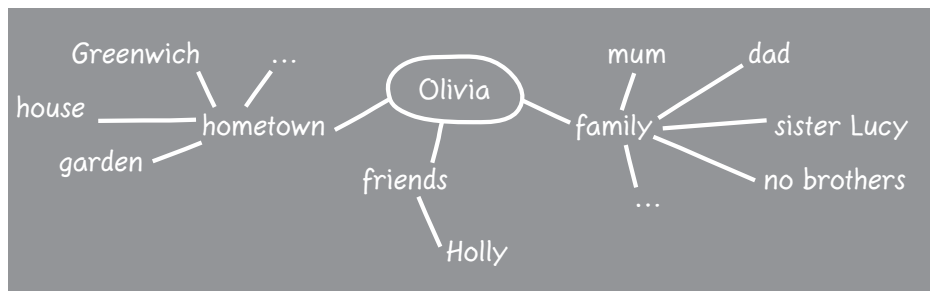 Greenwich
...
mum
dad
Olivia
house
hometown
family
sister Lucy
garden
friends
no brothers
...
Holly